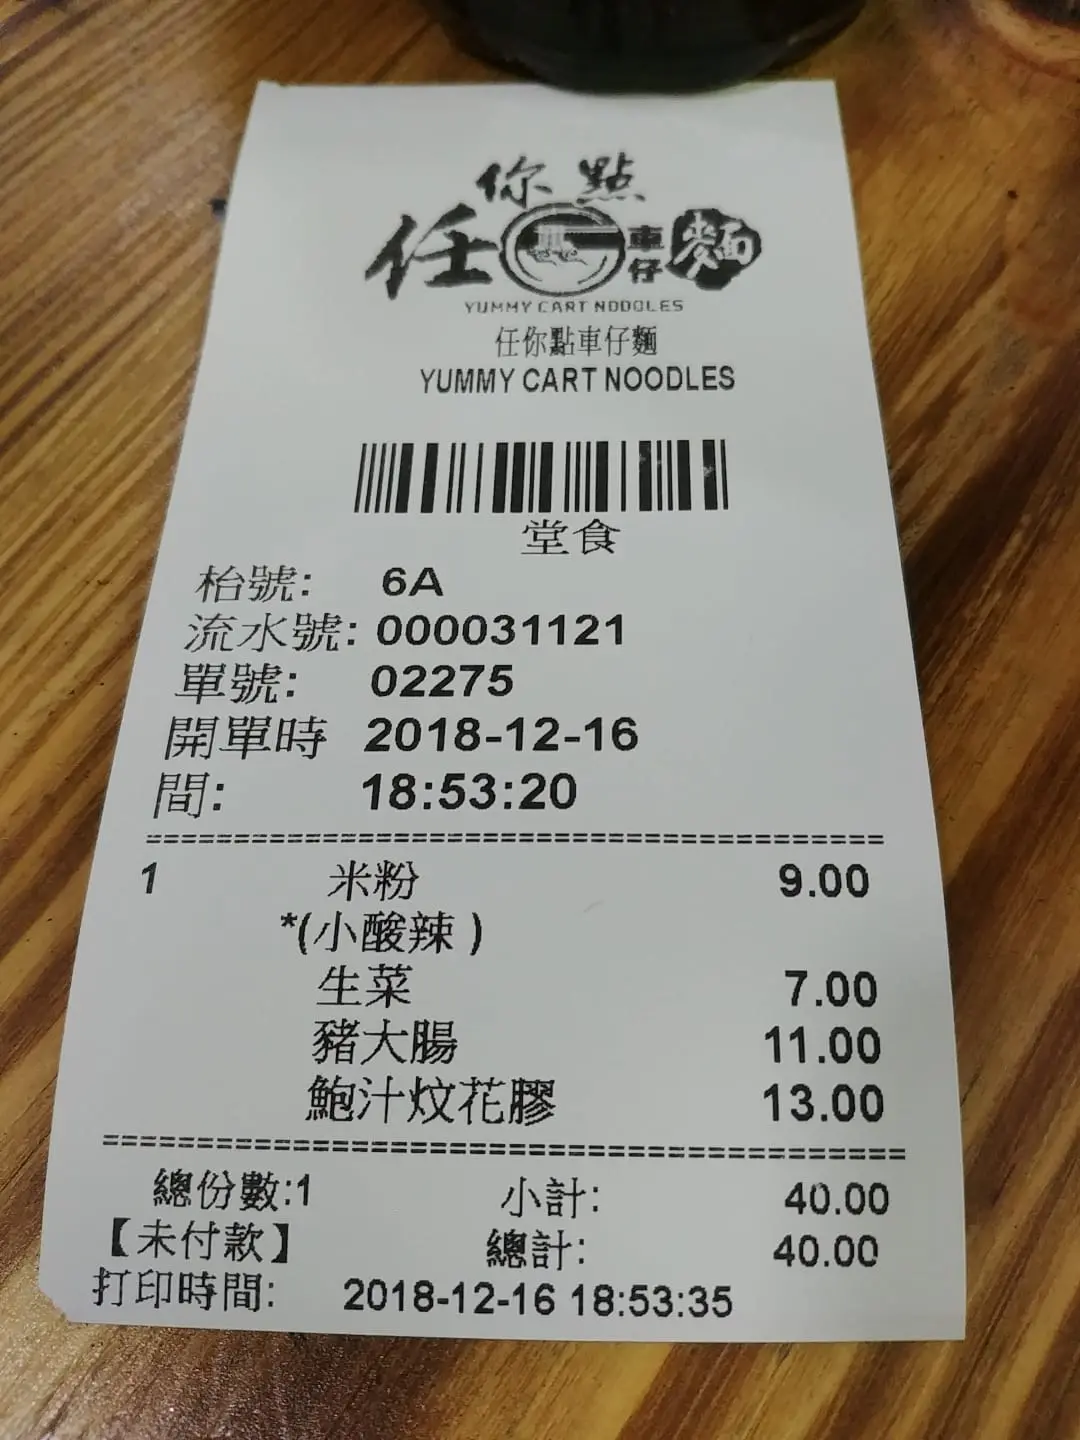 你點
任 車仔麵
YUMMY CART NOODLES
任你點車仔麵
YUMMY CART NOODLES
堂食
枱號: 6A
流水號: 000031121
單號: 02275
開單時 2018-12-16
間: 18:53:20
1 米粉 9.00
*(小酸辣 )
生菜 7.00
豬大腸 11.00
鮑汁炆花膠 13.00
總份數:1 小計: 40.00
【未付款】 總計: 40.00
打印時間: 2018-12-16 18:53:35